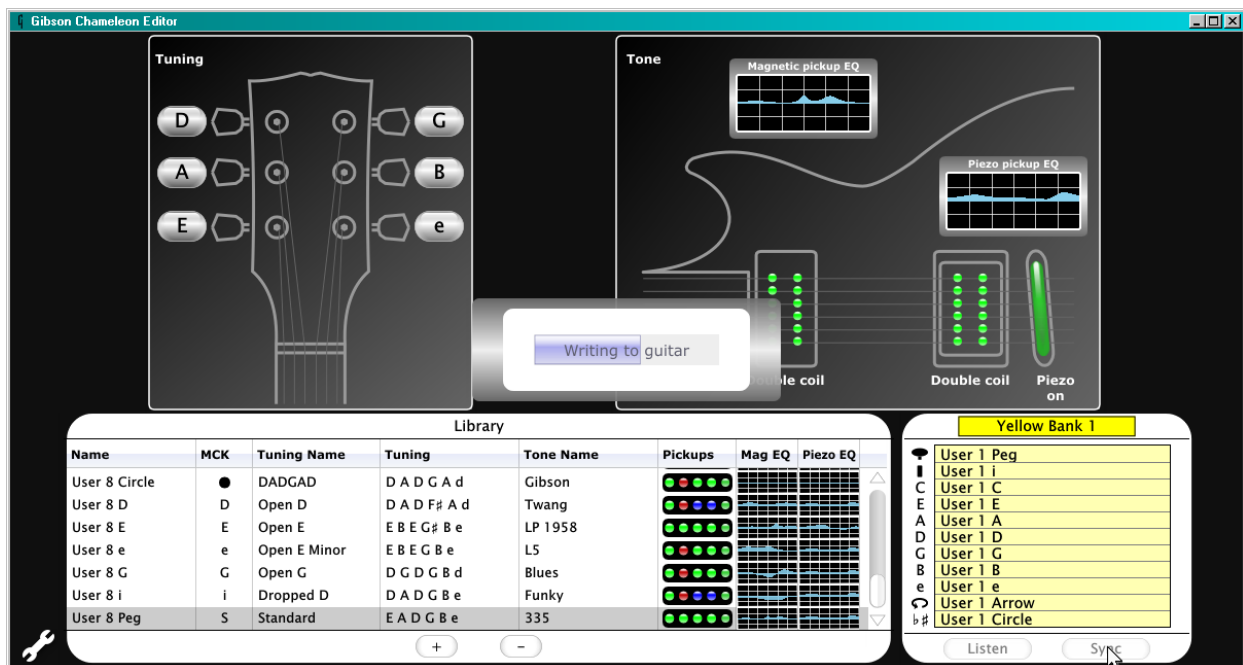 Gibson Chameleon Editor
Tuning
D
G
A
B
E
e
Tone
Magnetic pickup EQ
Piezo pickup EQ
Double coil
Double coil
Piezo on
Writing to guitar
Library
Name MCK Tuning Name Tuning Tone Name Pickups Mag EQ Piezo EQ
User 8 Circle ● DADGAD D A D G A d Gibson
User 8 D D Open D D A D F♯ A d Twang
User 8 E E Open E E B E G♯ B e LP 1958
User 8 e e Open E Minor E B E G B e L5
User 8 G G Open G D G D G B d Blues
User 8 i i Dropped D D A D G B e Funky
User 8 Peg S Standard E A D G B e 335
+ -
Yellow Bank 1
User 1 Peg
User 1 i
C User 1 C
E User 1 E
A User 1 A
D User 1 D
G User 1 G
B User 1 B
e User 1 e
User 1 Arrow
♭♯ User 1 Circle
Listen Sync